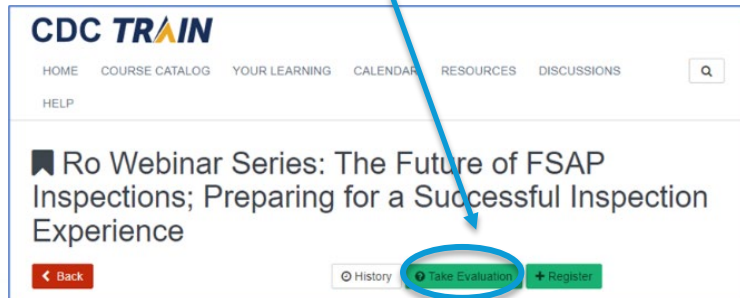 CDC TRAIN
HOME COURSE CATALOG YOUR LEARNING CALENDAR RESOURCES DISCUSSIONS
HELP
Ro Webinar Series: The Future of FSAP
Inspections; Preparing for a Successful Inspection
Experience
Back History Take Evaluation + Register